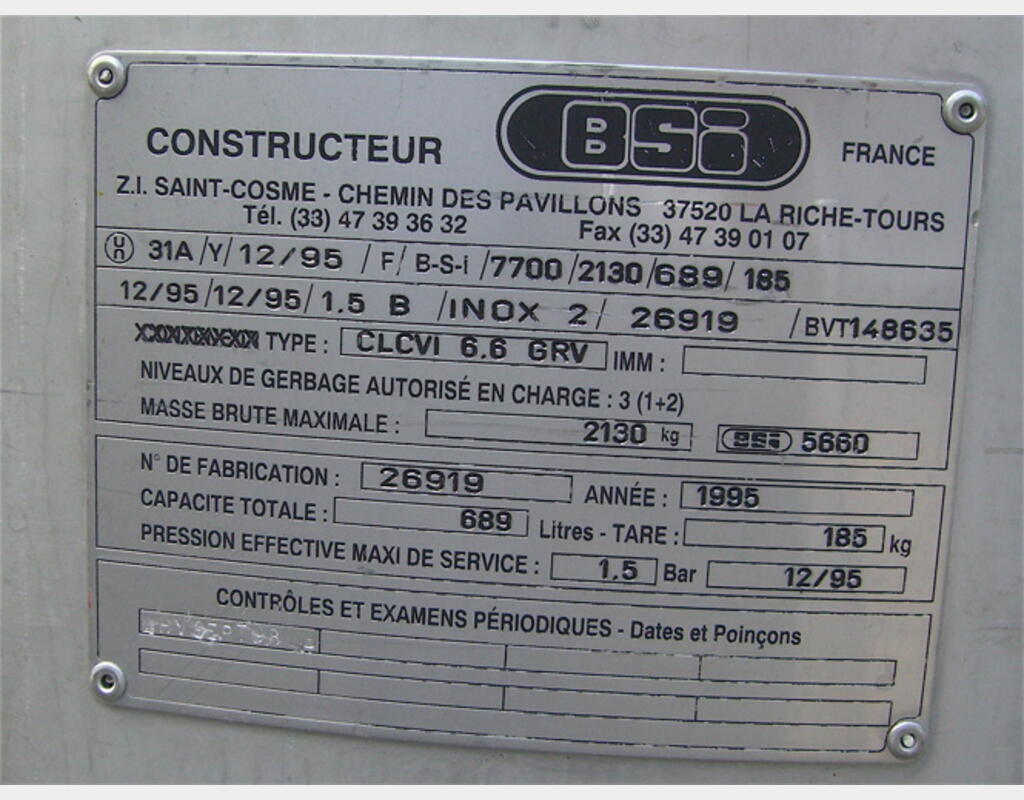 CONSTRUCTEUR BSi FRANCE
Z.I. SAINT-COSME - CHEMIN DES PAVILLONS 37520 LA RICHE-TOURS
Tél. (33) 47 39 36 32 Fax (33) 47 39 01 07
un 31A /Y/ 12/95 / F/ B-S-i /7700/2130/689/ 185
12/95/12/95/1.5 B /INOX 2/ 26919 /BVT148635
TYPE : CLCVI 6.6 GRV IMM :
NIVEAUX DE GERBAGE AUTORISÉ EN CHARGE : 3 (1+2)
MASSE BRUTE MAXIMALE : 2130 kg BSi 5660
N° DE FABRICATION : 26919 ANNÉE : 1995
CAPACITE TOTALE : 689 Litres - TARE : 185 kg
PRESSION EFFECTIVE MAXI DE SERVICE : 1.5 Bar 12/95
CONTRÔLES ET EXAMENS PÉRIODIQUES - Dates et Poinçons